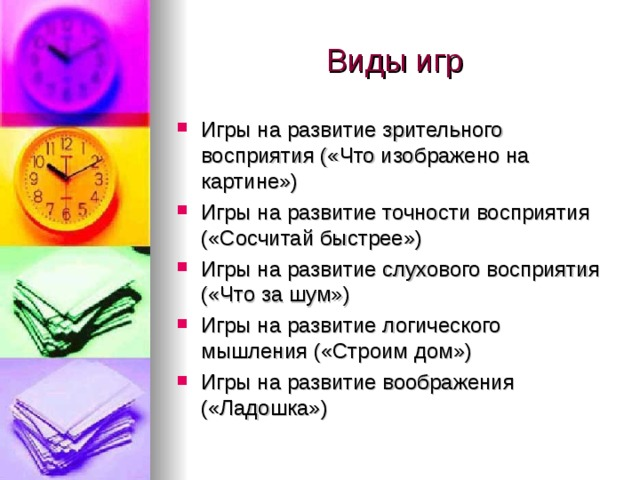 Виды игр
Игры на развитие зрительного
восприятия («Что изображено на
картине»)
Игры на развитие точности восприятия
(«Сосчитай быстрее»)
Игры на развитие слухового восприятия
(«Что за шум»)
Игры на развитие логического
мышления («Строим дом»)
Игры на развитие воображения
(«Ладошка»)